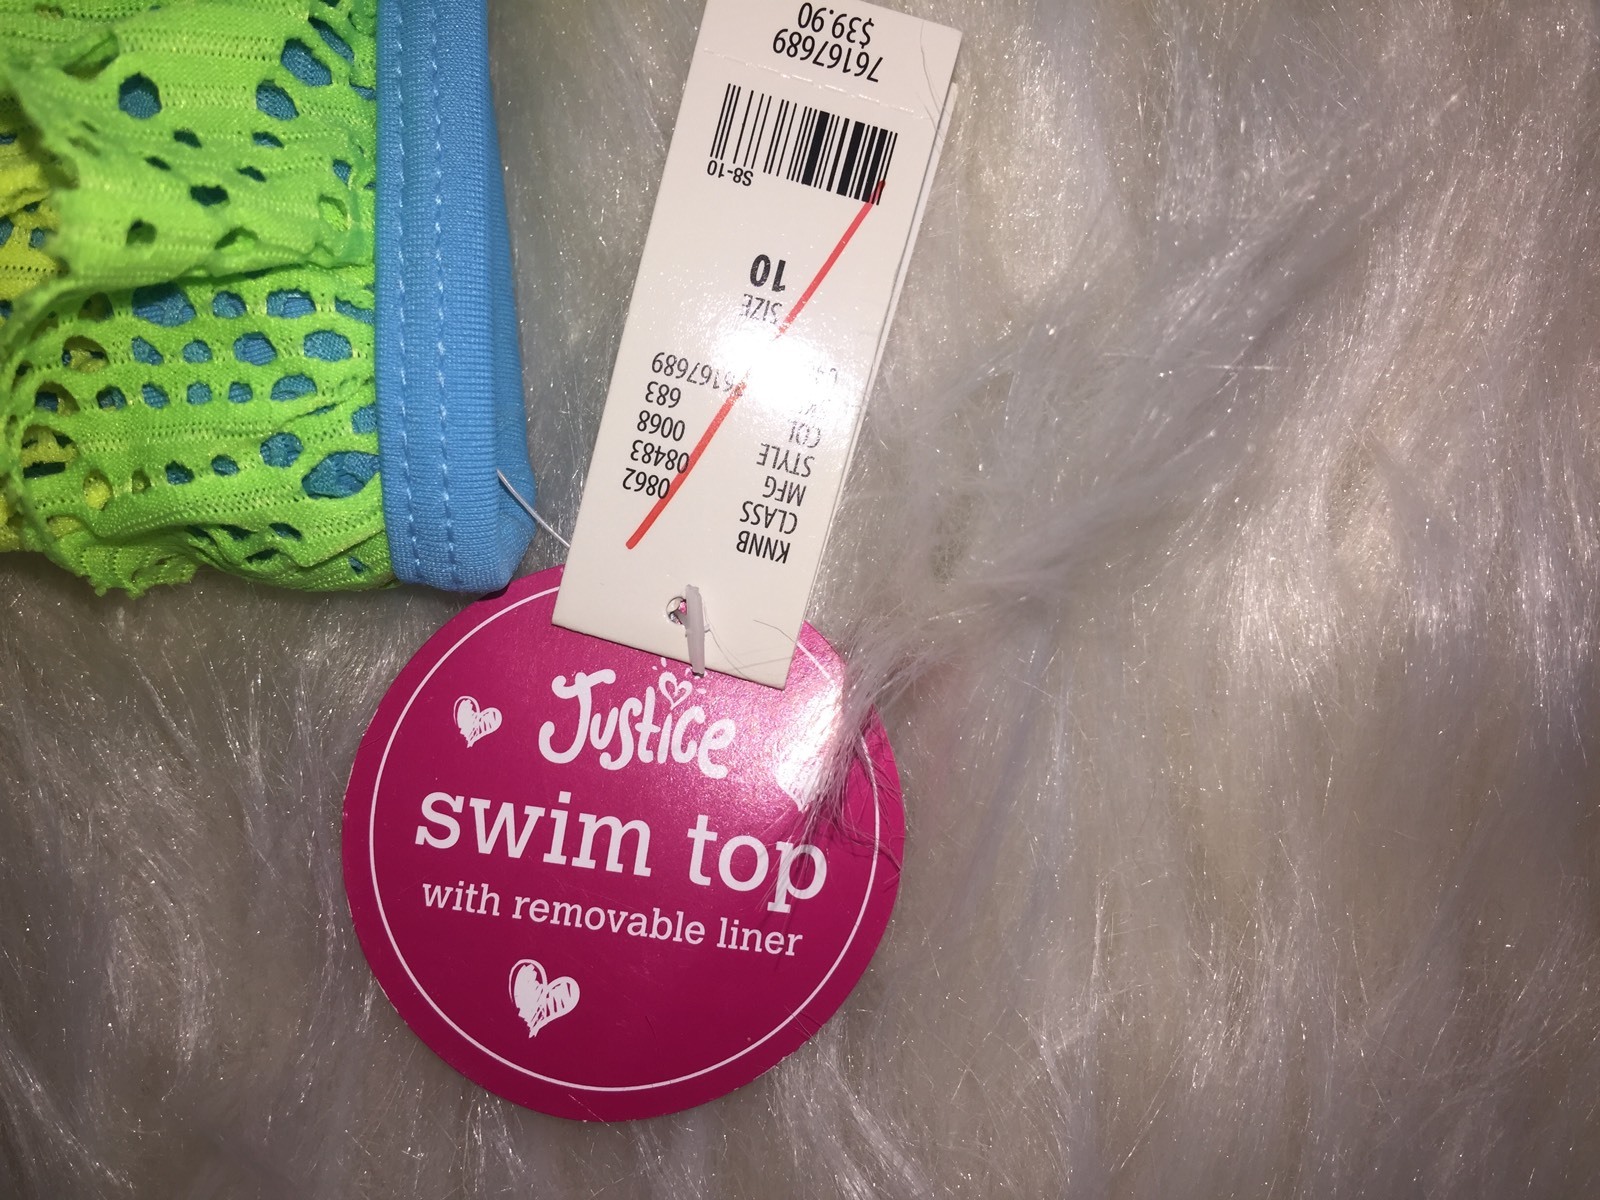 Justice
swim top
with removable liner
KNNB
CLASS 0862
MFG 08483
STYLE 0068
COL 683
76167689
SIZE
10
S8-10
76167689
$39.90